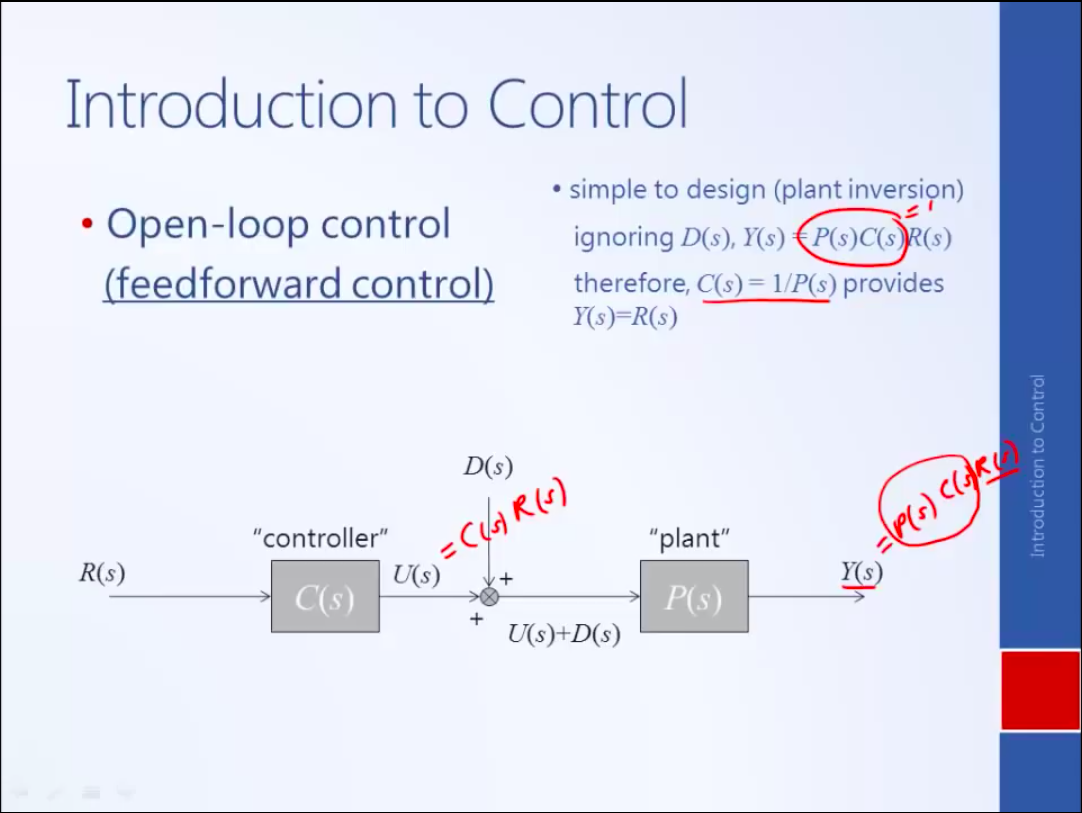 Introduction to Control
• Open-loop control
(feedforward control)
• simple to design (plant inversion)
= 1
ignoring D(s), Y(s) = P(s)C(s)R(s)
therefore, C(s) = 1/P(s) provides
Y(s)=R(s)
Introduction to Control
D(s)
= C(s) R(s)
= P(s) C(s) R(s)
"controller"
"plant"
R(s)
C(s)
U(s)
+
+
U(s)+D(s)
P(s)
Y(s)